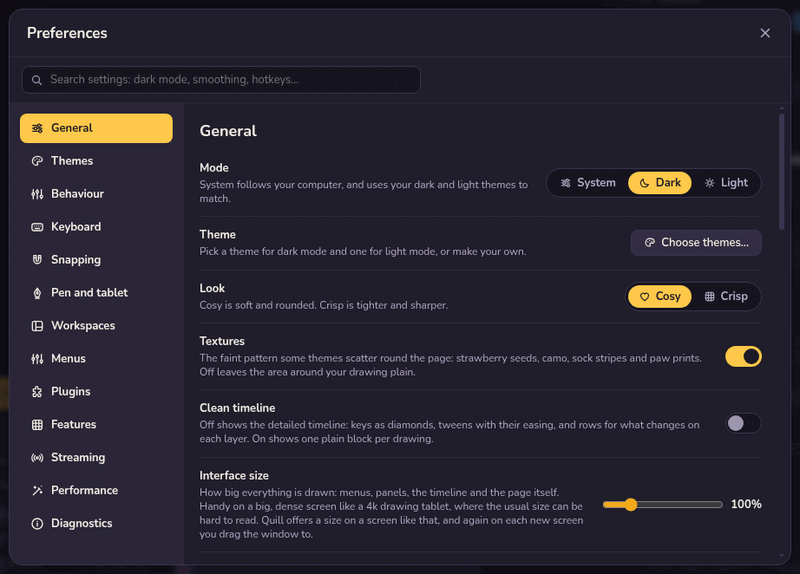 Preferences
Search settings: dark mode, smoothing, hotkeys...
General
Themes
Behaviour
Keyboard
Snapping
Pen and tablet
Workspaces
Menus
Plugins
Features
Streaming
Performance
Diagnostics
General
Mode
System follows your computer, and uses your dark and light themes to
match.
System
Dark
Light
Theme
Pick a theme for dark mode and one for light mode, or make your own.
Choose themes...
Look
Cosy is soft and rounded. Crisp is tighter and sharper.
Cosy
Crisp
Textures
The faint pattern some themes scatter round the page: strawberry seeds, camo, sock stripes and paw prints.
Off leaves the area around your drawing plain.
Clean timeline
Off shows the detailed timeline: keys as diamonds, tweens with their easing, and rows for what changes on
each layer. On shows one plain block per drawing.
Interface size
How big everything is drawn: menus, panels, the timeline and the page itself.
Handy on a big, dense screen like a 4k drawing tablet, where the usual size can be
hard to read. Quill offers a size on a screen like that, and again on each new screen
you drag the window to.
100%